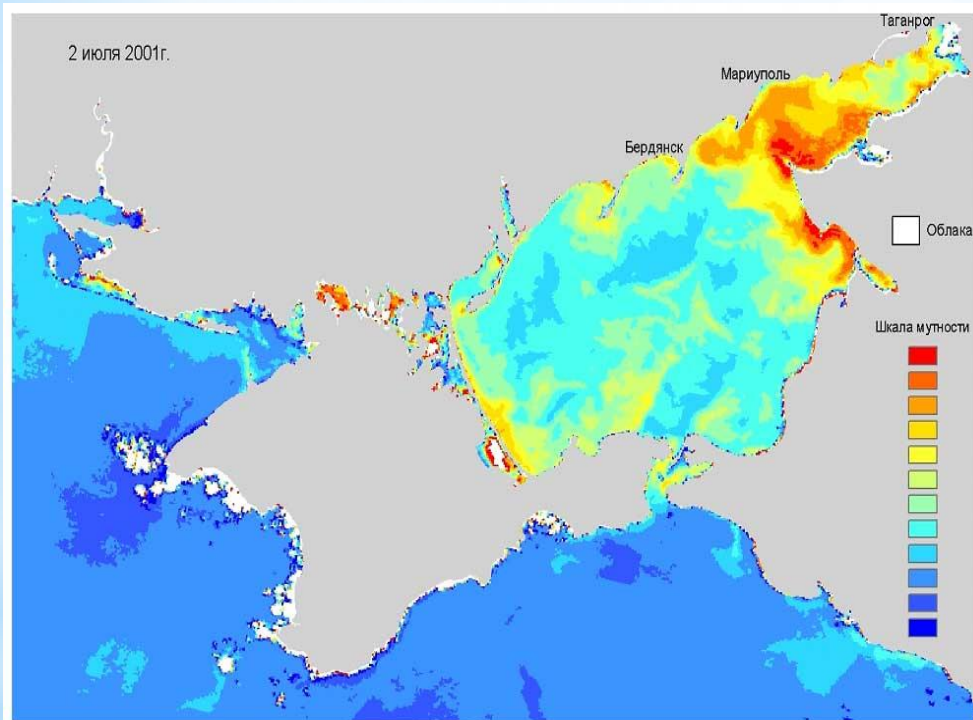 Таганрог
2 июля 2001г.
Мариуполь
Бердянск
Облака
Шкала мутности